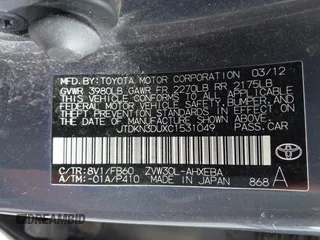 MFD.BY:TOYOTA MOTOR CORPORATION 03/12
GVWR 3980LB GAWR FR 2270LB RR 2175LB
THIS VEHICLE CONFORMS TO ALL APPLICABLE
FEDERAL MOTOR VEHICLE SAFETY, BUMPER, AND
THEFT PREVENTION STANDARDS IN EFFECT ON THE
DATE OF MANUFACTURE SHOWN ABOVE.
JTDKN3DUXC1531049 PASS.CAR
C/TR:8V1/FB60 ZVW30L-AHXEBA
A/TM:-01A/P410 MADE IN JAPAN 868 A
TOYOTA
DREAMBID